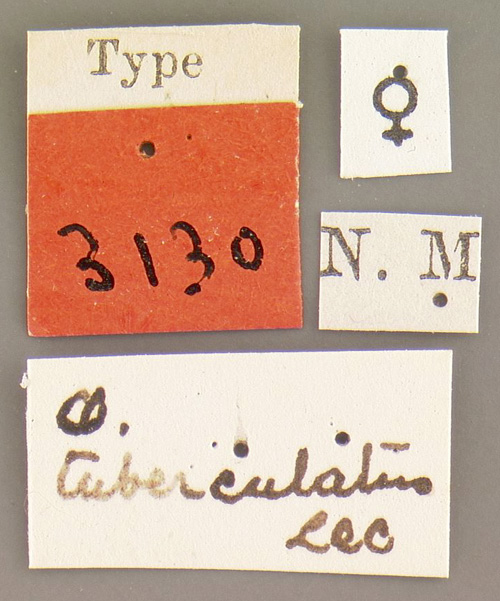 Type
3130
♀
N. M
O.
tuberculatus
Lec